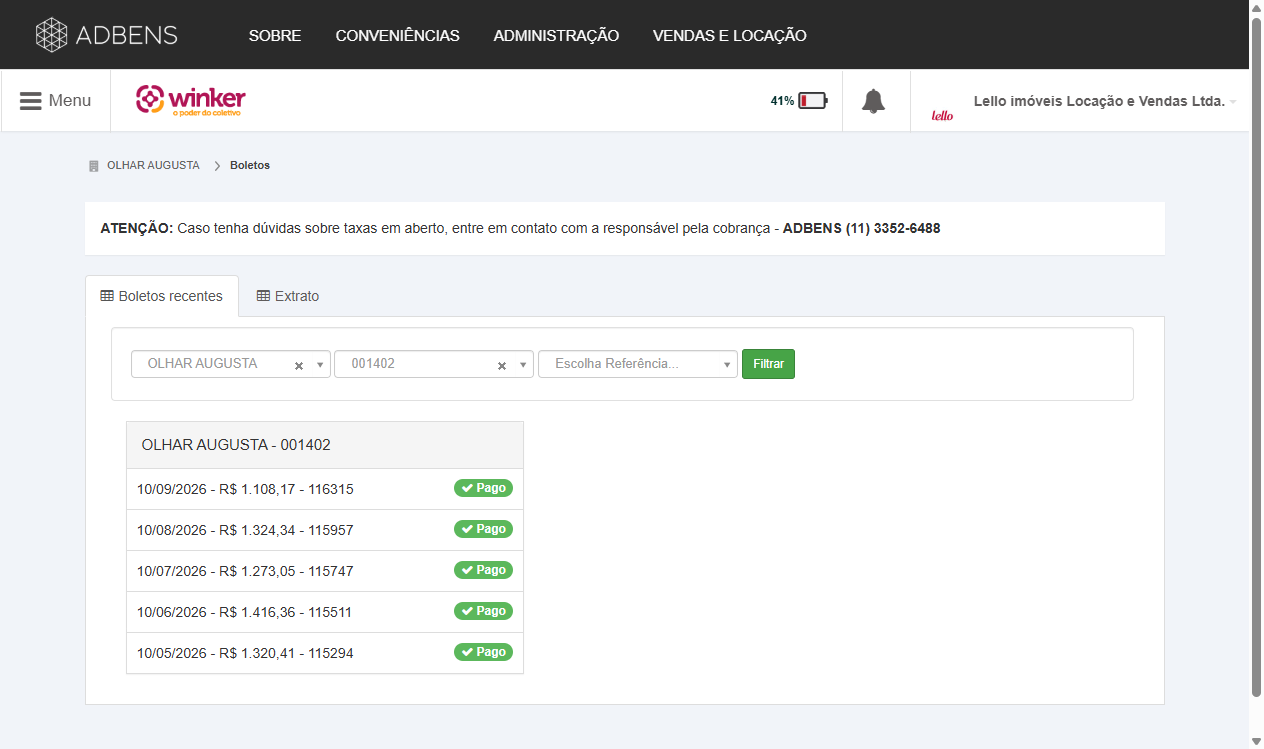 ADBENS SOBRE CONVENIÊNCIAS ADMINISTRAÇÃO VENDAS E LOCAÇÃO
Menu winker 41% lello Lello imóveis Locação e Vendas Ltda.
o poder do coletivo
OLHAR AUGUSTA Boletos
ATENÇÃO: Caso tenha dúvidas sobre taxas em aberto, entre em contato com a responsável pela cobrança - ADBENS (11) 3352-6488
Boletos recentes Extrato
OLHAR AUGUSTA 001402 Escolha Referência... Filtrar
OLHAR AUGUSTA - 001402
10/09/2026 - R$ 1.108,17 - 116315 Pago
10/08/2026 - R$ 1.324,34 - 115957 Pago
10/07/2026 - R$ 1.273,05 - 115747 Pago
10/06/2026 - R$ 1.416,36 - 115511 Pago
10/05/2026 - R$ 1.320,41 - 115294 Pago